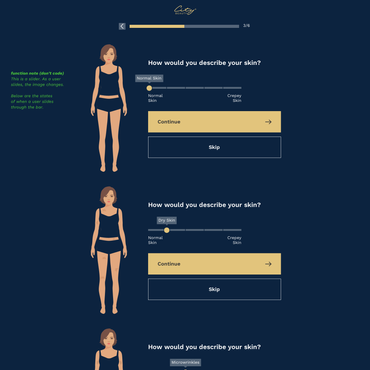 City
3/9
function note (don't code)
This is a slider. As a user
slides, the image changes.
Below are the states
of when a user slides
through the bar.
How would you describe your skin?
Normal Skin
Normal
Skin
Crepey
Skin
Continue
Skip
How would you describe your skin?
Dry Skin
Normal
Skin
Crepey
Skin
Continue
Skip
How would you describe your skin?
Microwrinkles